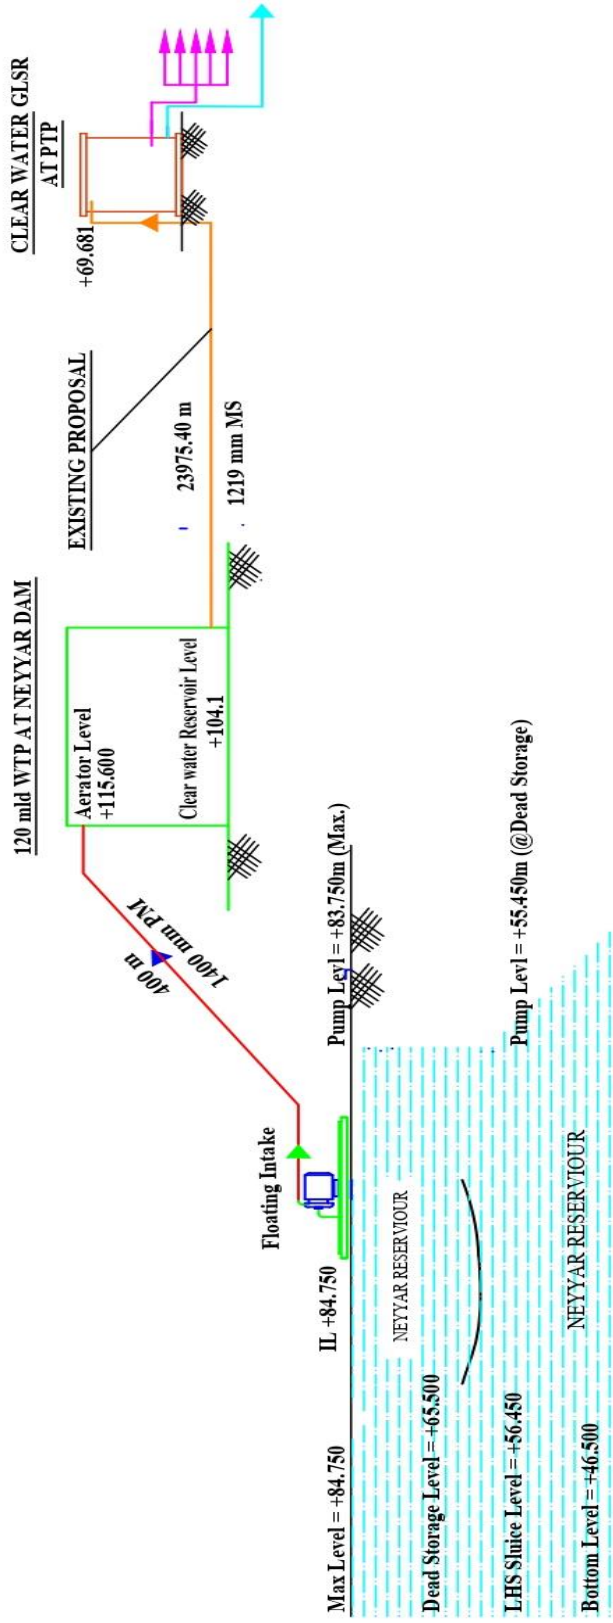 CLEAR WATER GLSR
AT PTP
+69.681
EXISTING PROPOSAL
23975.40 m
1219 mm MS
120 mld WTP AT NEYYAR DAM
Aerator Level
+115.600
Clear water Reservoir Level
+104.1
400 m
1400 mm PM
Floating Intake
IL +84.750
Pump Levl = +83.750m (Max.)
Pump Levl = +55.450m (@Dead Storage)
NEYYAR RESERVIOUR
NEYYAR RESERVIOUR
Max Level = +84.750
Dead Storage Level = +65.500
LHS Sluice Level = +56.450
Bottom Level = +46.500